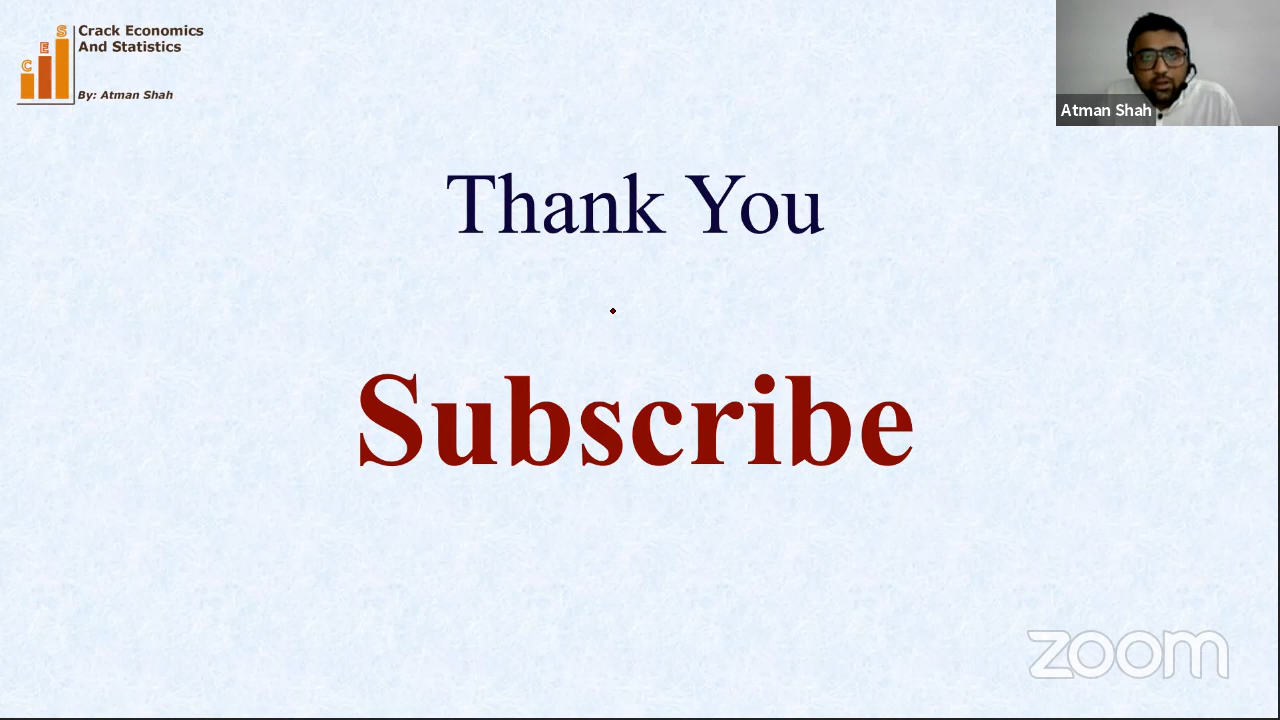 S
E
C
Crack Economics
And Statistics
By: Atman Shah
Atman Shah
Thank You
Subscribe
zoom